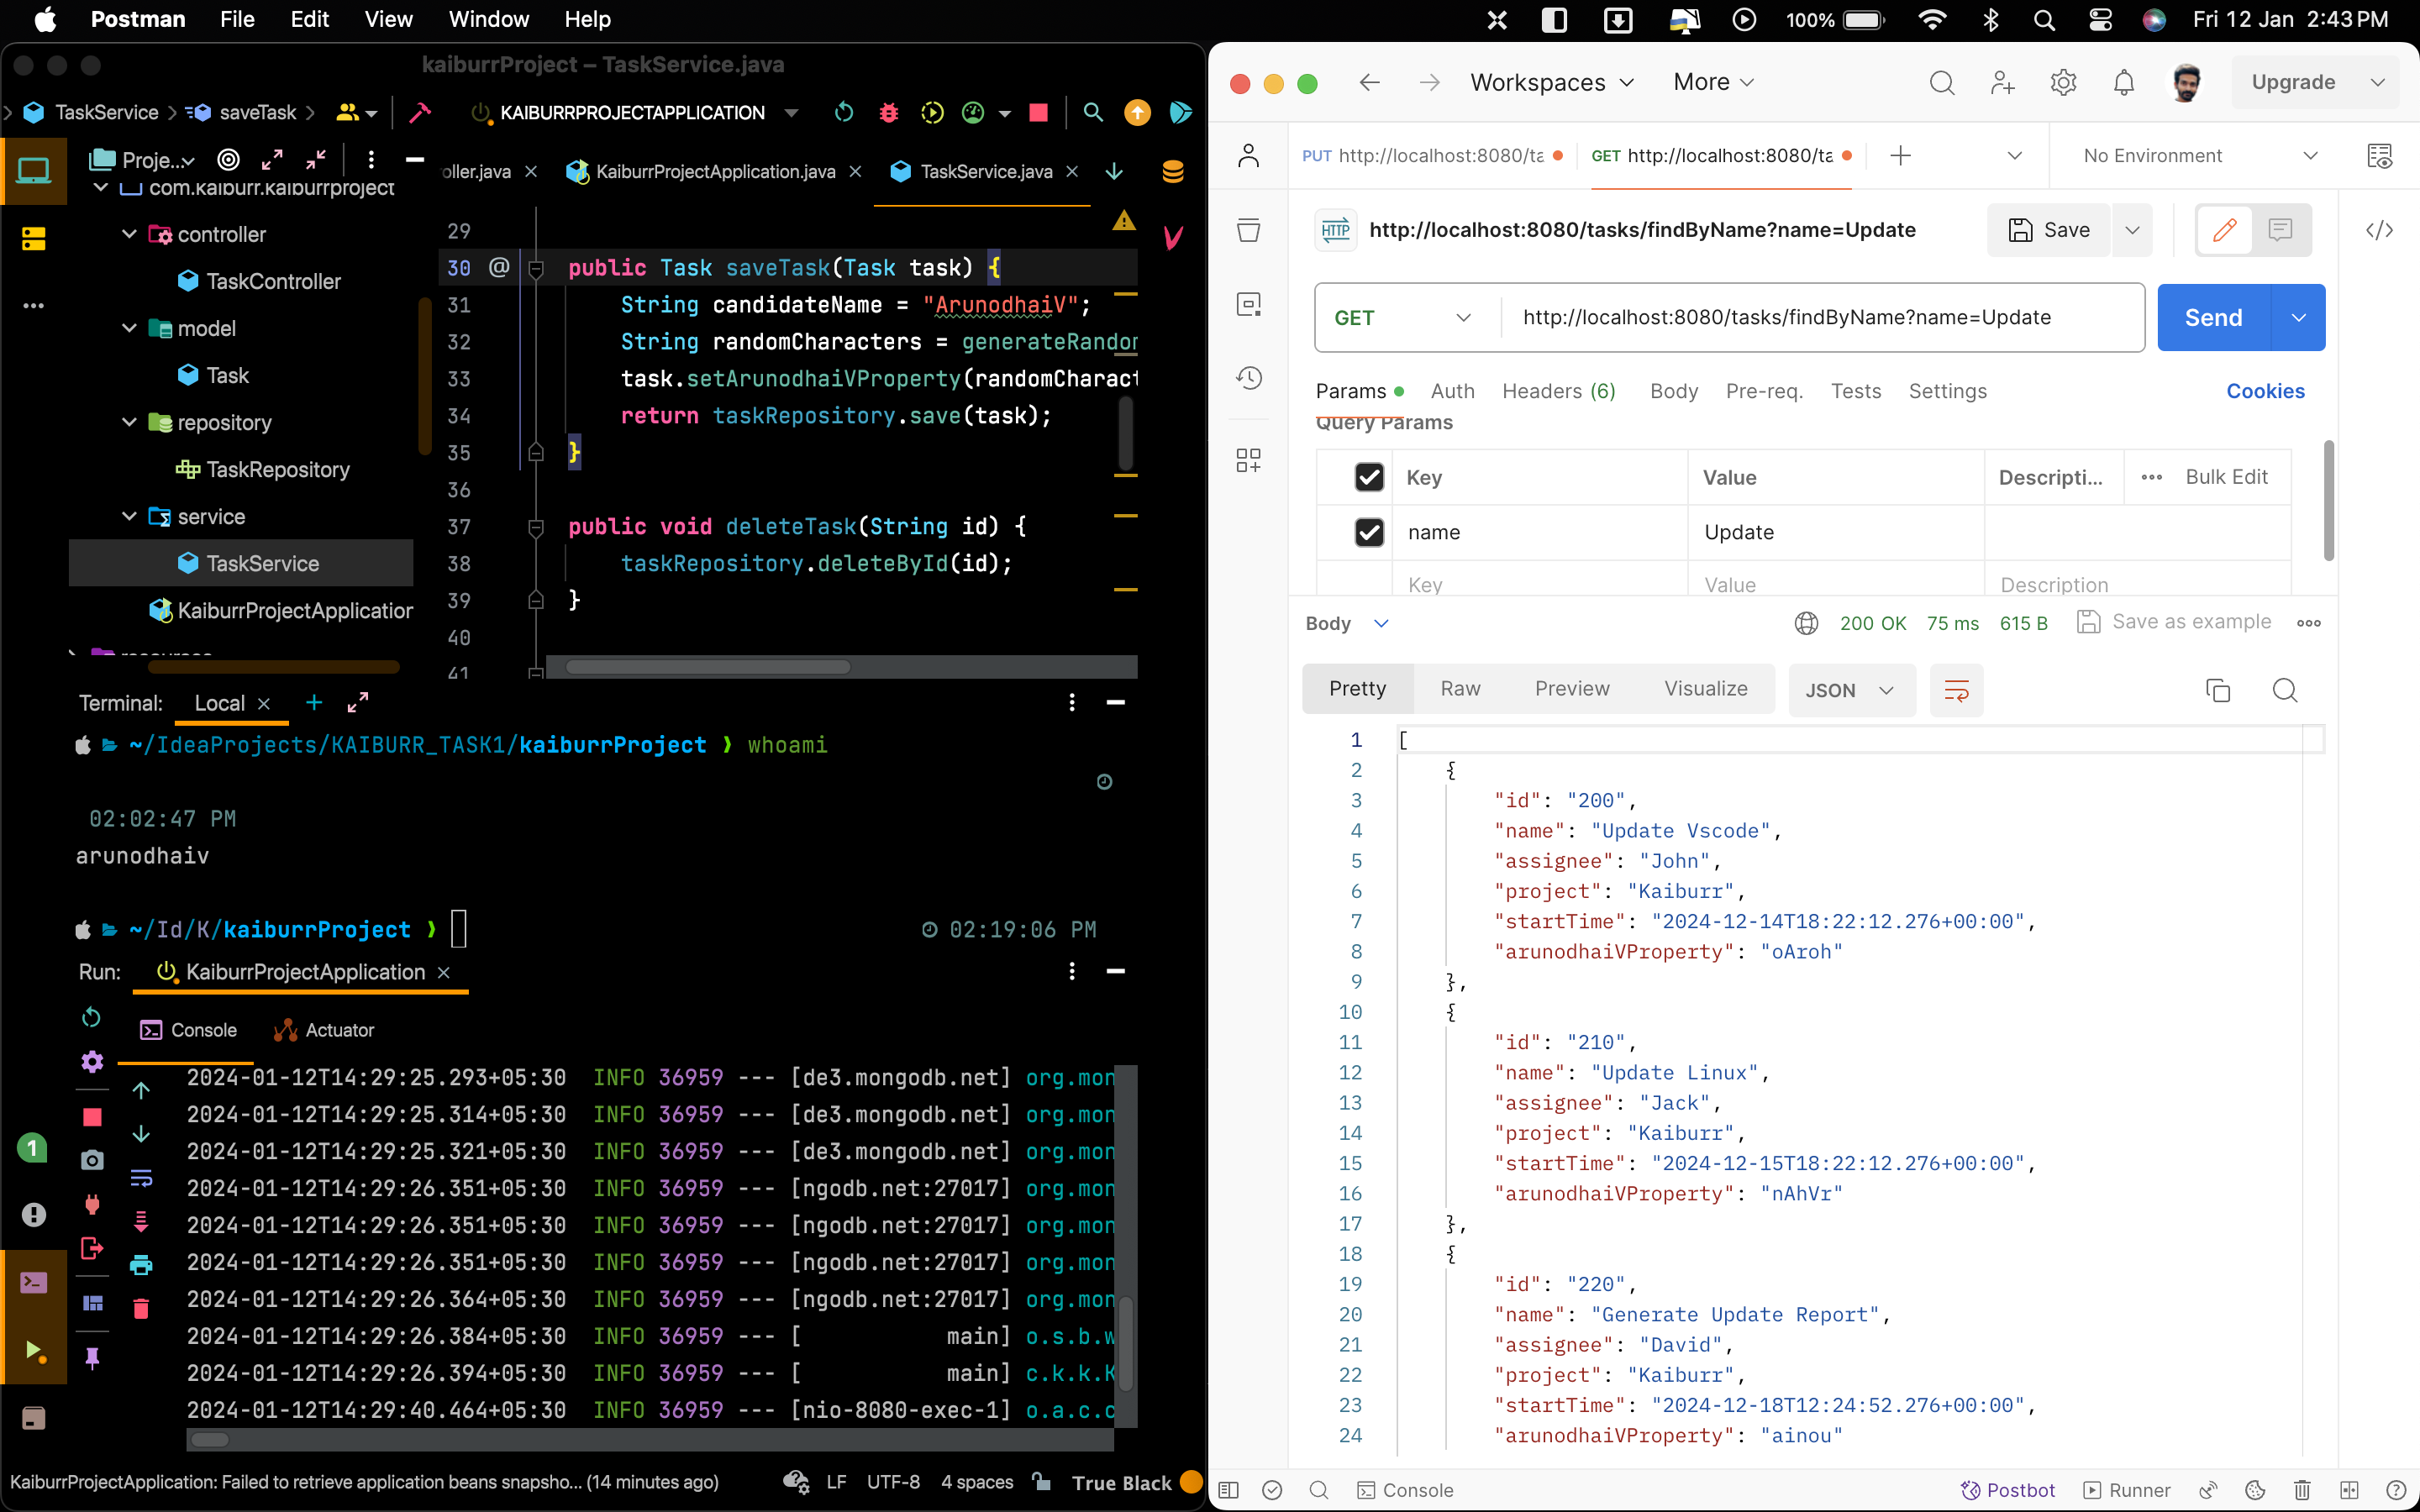 Postman File Edit View Window Help
100% Fri 12 Jan 2:43 PM
kaiburrProject – TaskService.java
TaskService saveTask KAIBURRPROJECTAPPLICATION
Proje...
oller.java KaiburrProjectApplication.java TaskService.java
com.kaiburr.kaiburrproject
controller
TaskController
model
Task
repository
TaskRepository
service
TaskService
KaiburrProjectApplication
29
30 @ public Task saveTask(Task task) {
31 String candidateName = "ArunodhaiV";
32 String randomCharacters = generateRandom
33 task.setArunodhaiVProperty(randomCharact
34 return taskRepository.save(task);
35 }
36
37 public void deleteTask(String id) {
38 taskRepository.deleteById(id);
39 }
40
41
Terminal: Local
~/IdeaProjects/KAIBURR_TASK1/kaiburrProject ❯ whoami
02:02:47 PM
arunodhaiv
~/Id/K/kaiburrProject ❯ 02:19:06 PM
Run: KaiburrProjectApplication
Console Actuator
2024-01-12T14:29:25.293+05:30 INFO 36959 --- [de3.mongodb.net] org.mon
2024-01-12T14:29:25.314+05:30 INFO 36959 --- [de3.mongodb.net] org.mon
2024-01-12T14:29:25.321+05:30 INFO 36959 --- [de3.mongodb.net] org.mon
2024-01-12T14:29:26.351+05:30 INFO 36959 --- [ngodb.net:27017] org.mon
2024-01-12T14:29:26.351+05:30 INFO 36959 --- [ngodb.net:27017] org.mon
2024-01-12T14:29:26.351+05:30 INFO 36959 --- [ngodb.net:27017] org.mon
2024-01-12T14:29:26.364+05:30 INFO 36959 --- [ngodb.net:27017] org.mon
2024-01-12T14:29:26.384+05:30 INFO 36959 --- [ main] o.s.b.w
2024-01-12T14:29:26.394+05:30 INFO 36959 --- [ main] c.k.k.K
2024-01-12T14:29:40.464+05:30 INFO 36959 --- [nio-8080-exec-1] o.a.c.c
1
KaiburrProjectApplication: Failed to retrieve application beans snapsho... (14 minutes ago) LF UTF-8 4 spaces True Black
Workspaces More Upgrade
PUT http://localhost:8080/ta GET http://localhost:8080/ta No Environment
HTTP http://localhost:8080/tasks/findByName?name=Update Save
GET http://localhost:8080/tasks/findByName?name=Update Send
Params Auth Headers (6) Body Pre-req. Tests Settings Cookies
Query Params
Key Value Descripti... Bulk Edit
name Update
Key Value Description
Body 200 OK 75 ms 615 B Save as example
Pretty Raw Preview Visualize JSON
1 [
2 {
3 "id": "200",
4 "name": "Update Vscode",
5 "assignee": "John",
6 "project": "Kaiburr",
7 "startTime": "2024-12-14T18:22:12.276+00:00",
8 "arunodhaiVProperty": "oAroh"
9 },
10 {
11 "id": "210",
12 "name": "Update Linux",
13 "assignee": "Jack",
14 "project": "Kaiburr",
15 "startTime": "2024-12-15T18:22:12.276+00:00",
16 "arunodhaiVProperty": "nAhVr"
17 },
18 {
19 "id": "220",
20 "name": "Generate Update Report",
21 "assignee": "David",
22 "project": "Kaiburr",
23 "startTime": "2024-12-18T12:24:52.276+00:00",
24 "arunodhaiVProperty": "ainou"
Console Postbot Runner